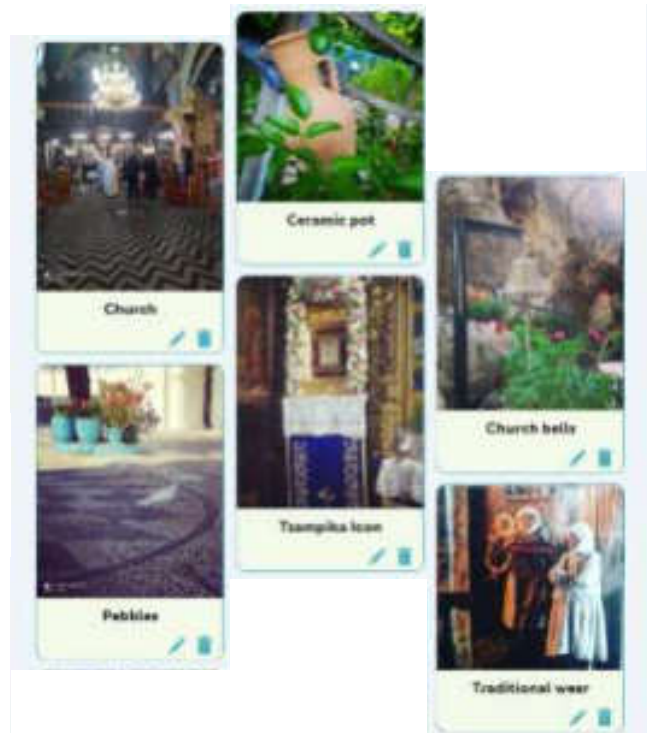 Church
Pebbles
Ceramic pot
Tsampika Icon
Church bells
Traditional wear